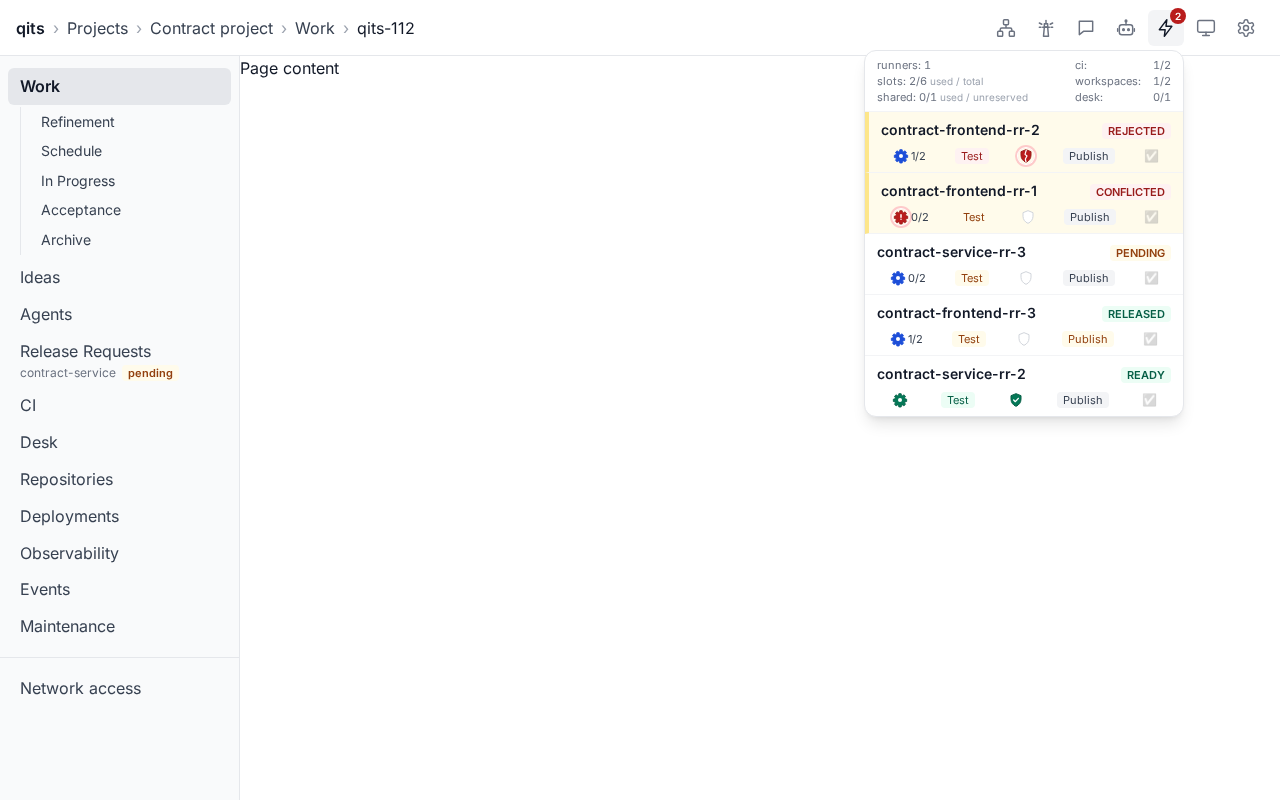 qits › Projects › Contract project › Work › qits-112
2
Work
Refinement
Schedule
In Progress
Acceptance
Archive
Ideas
Agents
Release Requests
contract-service pending
CI
Desk
Repositories
Deployments
Observability
Events
Maintenance
Network access
Page content
runners: 1 ci: 1/2
slots: 2/6 used / total workspaces: 1/2
shared: 0/1 used / unreserved desk: 0/1
contract-frontend-rr-2 REJECTED
1/2 Test Publish
contract-frontend-rr-1 CONFLICTED
0/2 Test Publish
contract-service-rr-3 PENDING
0/2 Test Publish
contract-frontend-rr-3 RELEASED
1/2 Test Publish
contract-service-rr-2 READY
Test Publish